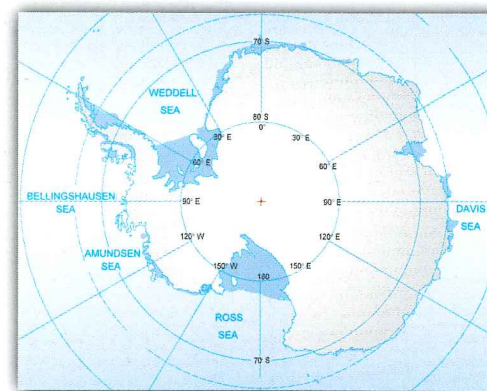 70° S
WEDDELL
SEA
80 S
0°
30° E
30° E
60° E
60° E
BELLINGSHAUSEN
SEA
90° E
90° E
DAVIS
SEA
AMUNDSEN
SEA
120° W
120° E
150° W
180
150° E
ROSS
SEA
70° S